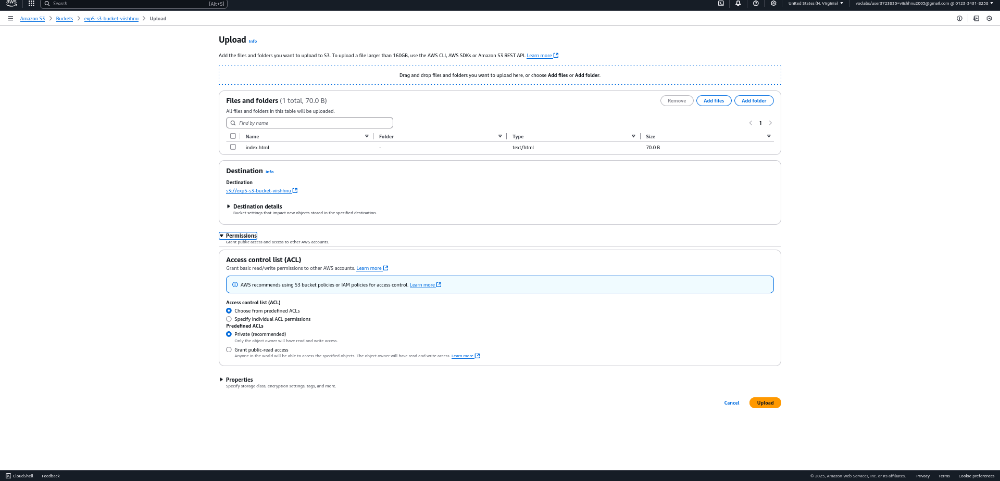 aws Search [Alt+S] United States (N. Virginia) voclabs/user3723836=viishhnu2005@gmail.com @ 0123-3431-8258
Amazon S3 Buckets exp5-s3-bucket-viishhnu Upload
Upload Info
Add the files and folders you want to upload to S3. To upload a file larger than 160GB, use the AWS CLI, AWS SDKs or Amazon S3 REST API. Learn more
Drag and drop files and folders you want to upload here, or choose Add files or Add folder.
Files and folders (1 total, 70.0 B) Remove Add files Add folder
All files and folders in this table will be uploaded.
Find by name 1
Name Folder Type Size
index.html - text/html 70.0 B
Destination Info
Destination
s3://exp5-s3-bucket-viishhnu
Destination details
Bucket settings that impact new objects stored in the specified destination.
Permissions
Grant public access and access to other AWS accounts.
Access control list (ACL)
Grant basic read/write permissions to other AWS accounts. Learn more
AWS recommends using S3 bucket policies or IAM policies for access control. Learn more
Access control list (ACL)
Choose from predefined ACLs
Specify individual ACL permissions
Predefined ACLs
Private (recommended)
Only the object owner will have read and write access.
Grant public-read access
Anyone in the world will be able to access the specified objects. The object owner will have read and write access. Learn more
Properties
Specify storage class, encryption settings, tags, and more.
Cancel Upload
CloudShell Feedback © 2025, Amazon Web Services, Inc. or its affiliates. Privacy Terms Cookie preferences